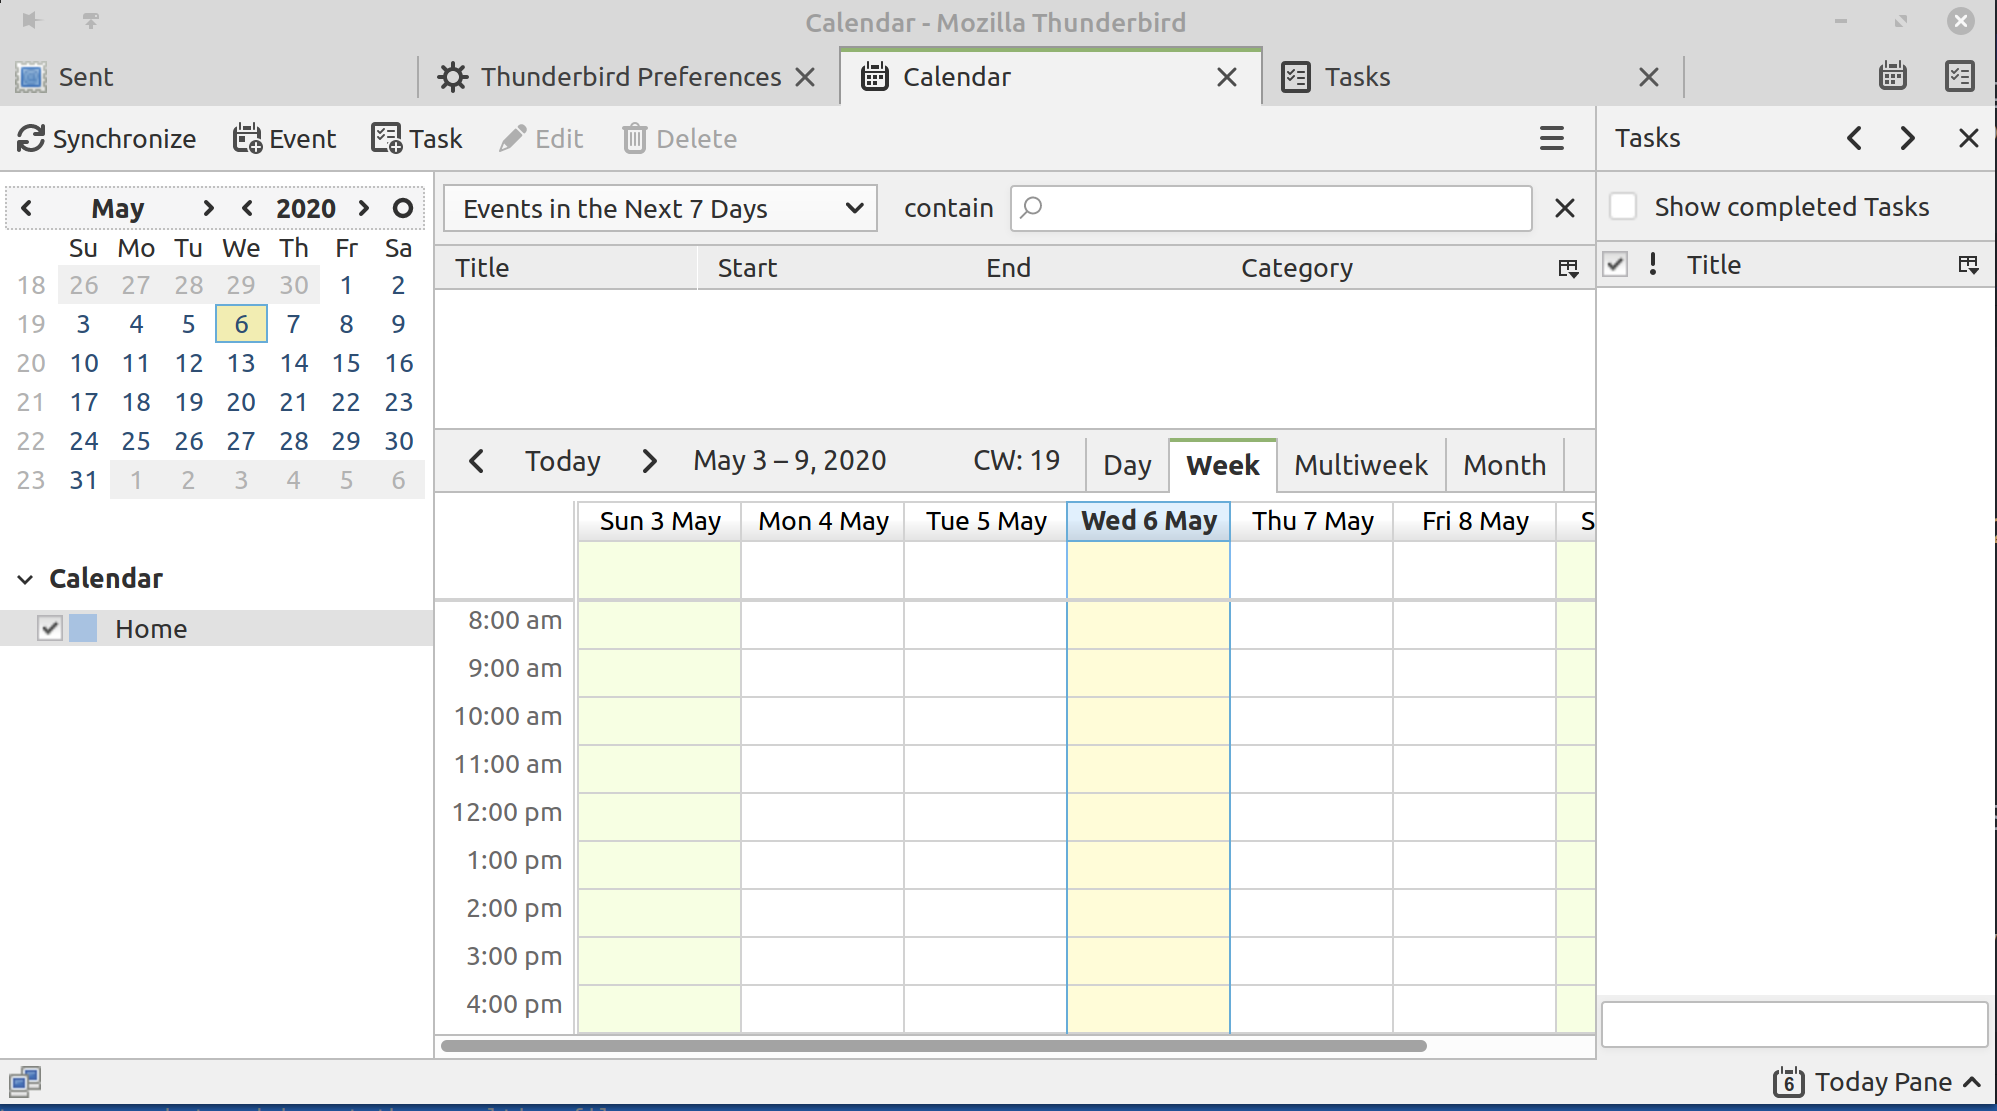 Calendar - Mozilla Thunderbird
Sent
Thunderbird Preferences
Calendar
Tasks
Synchronize
Event
Task
Edit
Delete
Tasks
May
2020
Su Mo Tu We Th Fr Sa
18 26 27 28 29 30 1 2
19 3 4 5 6 7 8 9
20 10 11 12 13 14 15 16
21 17 18 19 20 21 22 23
22 24 25 26 27 28 29 30
23 31 1 2 3 4 5 6
Calendar
Home
Events in the Next 7 Days
contain
Title Start End Category
Today
May 3 – 9, 2020
CW: 19
Day
Week
Multiweek
Month
Sun 3 May Mon 4 May Tue 5 May Wed 6 May Thu 7 May Fri 8 May S
8:00 am
9:00 am
10:00 am
11:00 am
12:00 pm
1:00 pm
2:00 pm
3:00 pm
4:00 pm
Show completed Tasks
! Title
6 Today Pane